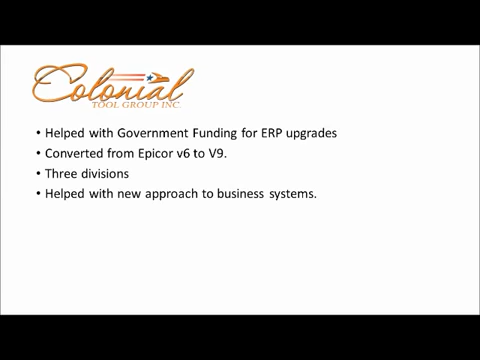 Colonial
TOOL GROUP INC.
• Helped with Government Funding for ERP upgrades
• Converted from Epicor v6 to V9.
• Three divisions
• Helped with new approach to business systems.